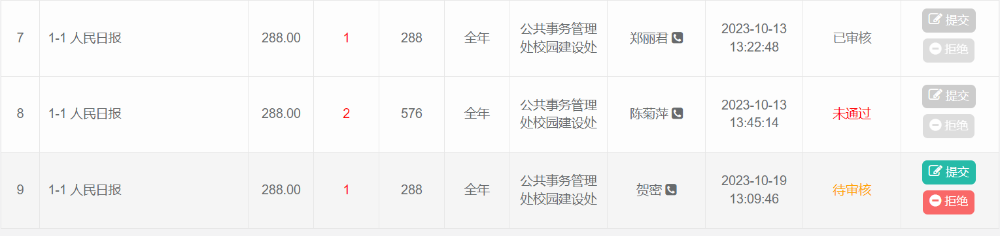 7 1-1 人民日报 288.00 1 288 全年 公共事务管理处校园建设处 郑丽君 2023-10-13 13:22:48 已审核 提交 拒绝
8 1-1 人民日报 288.00 2 576 全年 公共事务管理处校园建设处 陈菊萍 2023-10-13 13:45:14 未通过 提交 拒绝
9 1-1 人民日报 288.00 1 288 全年 公共事务管理处校园建设处 贺密 2023-10-19 13:09:46 待审核 提交 拒绝